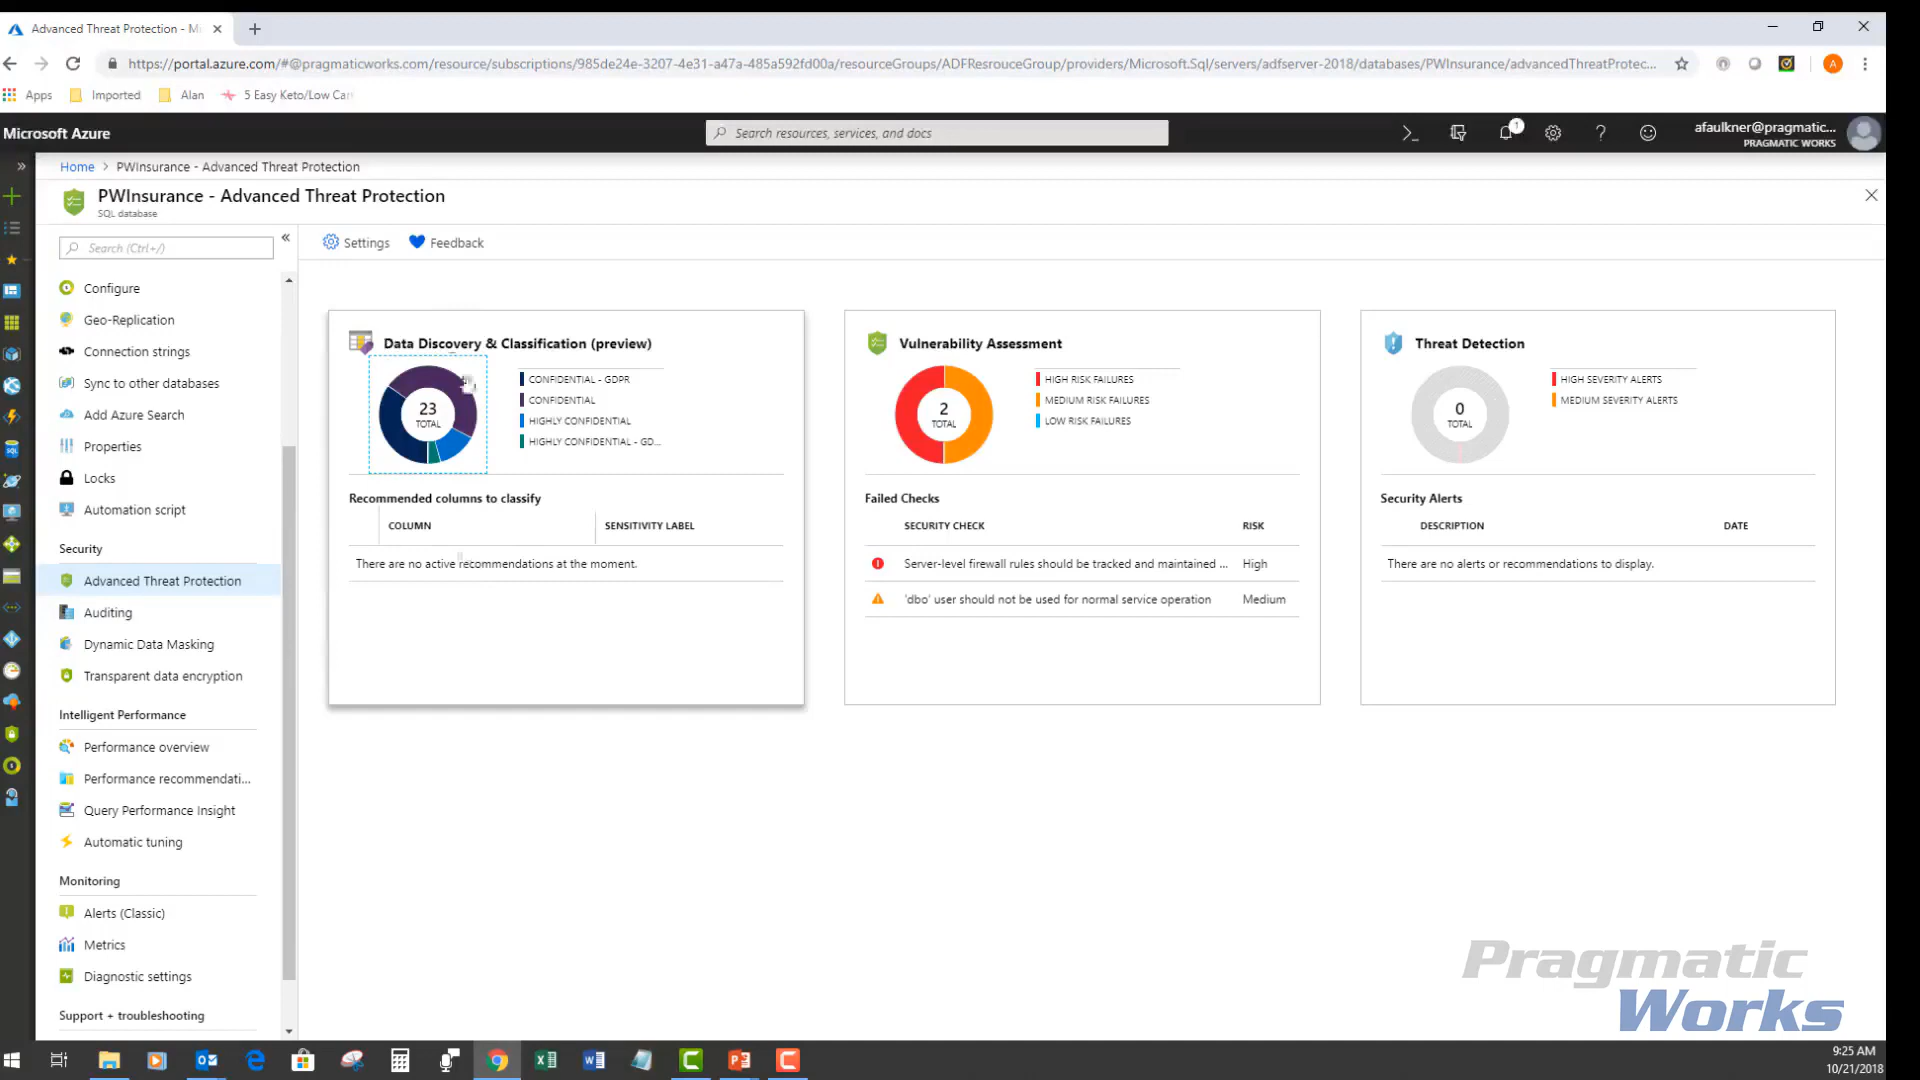 Advanced Threat Protection - Mi
https://portal.azure.com/#@pragmaticworks.com/resource/subscriptions/985de24e-3207-4e31-a47a-485a592fd00a/resourceGroups/ADFResrouceGroup/providers/Microsoft.Sql/servers/adfserver-2018/databases/PWInsurance/advancedThreatProtec...
A
Apps
Imported
Alan
5 Easy Keto/Low Car
Microsoft Azure
Search resources, services, and docs
1
afaulkner@pragmatic...
PRAGMATIC WORKS
Home > PWInsurance - Advanced Threat Protection
PWInsurance - Advanced Threat Protection
SQL database
Search (Ctrl+/)
Configure
Geo-Replication
Connection strings
Sync to other databases
Add Azure Search
Properties
Locks
Automation script
Security
Advanced Threat Protection
Auditing
Dynamic Data Masking
Transparent data encryption
Intelligent Performance
Performance overview
Performance recommendati...
Query Performance Insight
Automatic tuning
Monitoring
Alerts (Classic)
Metrics
Diagnostic settings
Support + troubleshooting
Settings
Feedback
Data Discovery & Classification (preview)
23
TOTAL
CONFIDENTIAL - GDPR
CONFIDENTIAL
HIGHLY CONFIDENTIAL
HIGHLY CONFIDENTIAL - GD...
Recommended columns to classify
COLUMN SENSITIVITY LABEL
There are no active recommendations at the moment.
Vulnerability Assessment
2
TOTAL
HIGH RISK FAILURES
MEDIUM RISK FAILURES
LOW RISK FAILURES
Failed Checks
SECURITY CHECK RISK
Server-level firewall rules should be tracked and maintained ... High
'dbo' user should not be used for normal service operation Medium
Threat Detection
0
TOTAL
HIGH SEVERITY ALERTS
MEDIUM SEVERITY ALERTS
Security Alerts
DESCRIPTION DATE
There are no alerts or recommendations to display.
Pragmatic
Works
9:25 AM
10/21/2018